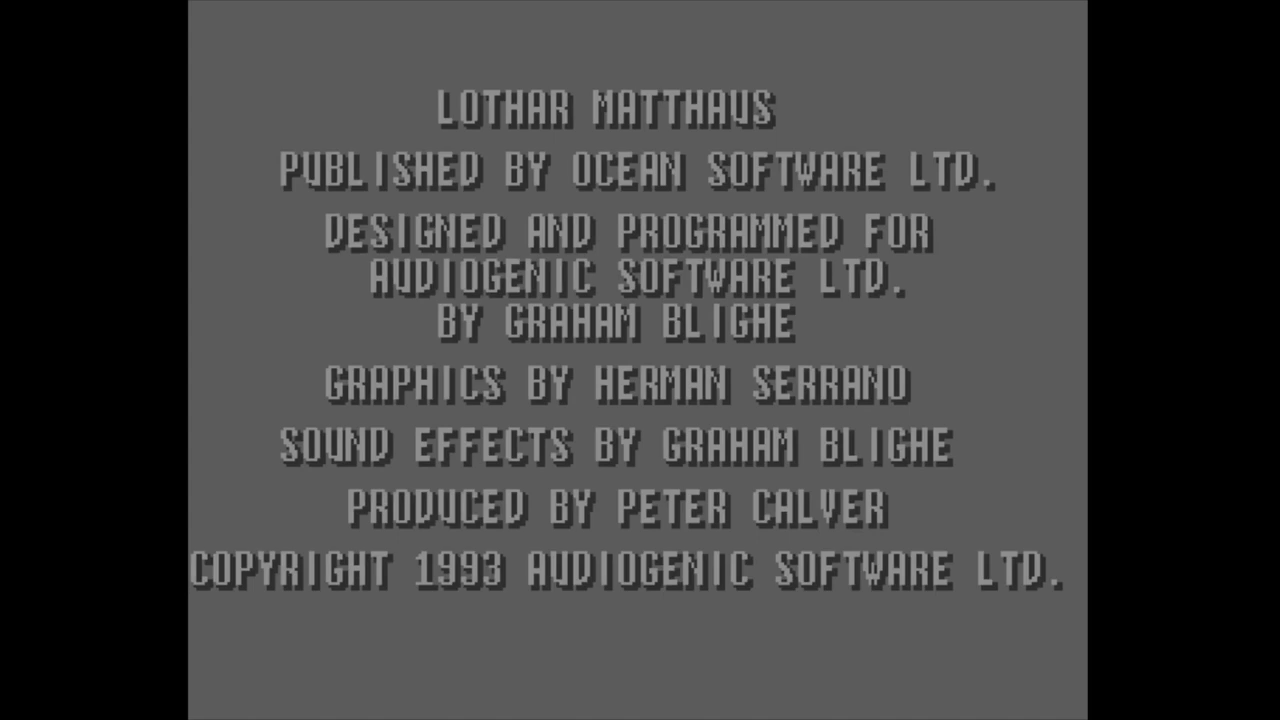 LOTHAR MATTHAUS
PUBLISHED BY OCEAN SOFTWARE LTD.
DESIGNED AND PROGRAMMED FOR
AUDIOGENIC SOFTWARE LTD.
BY GRAHAM BLIGHE
GRAPHICS BY HERMAN SERRANO
SOUND EFFECTS BY GRAHAM BLIGHE
PRODUCED BY PETER CALVER
COPYRIGHT 1993 AUDIOGENIC SOFTWARE LTD.